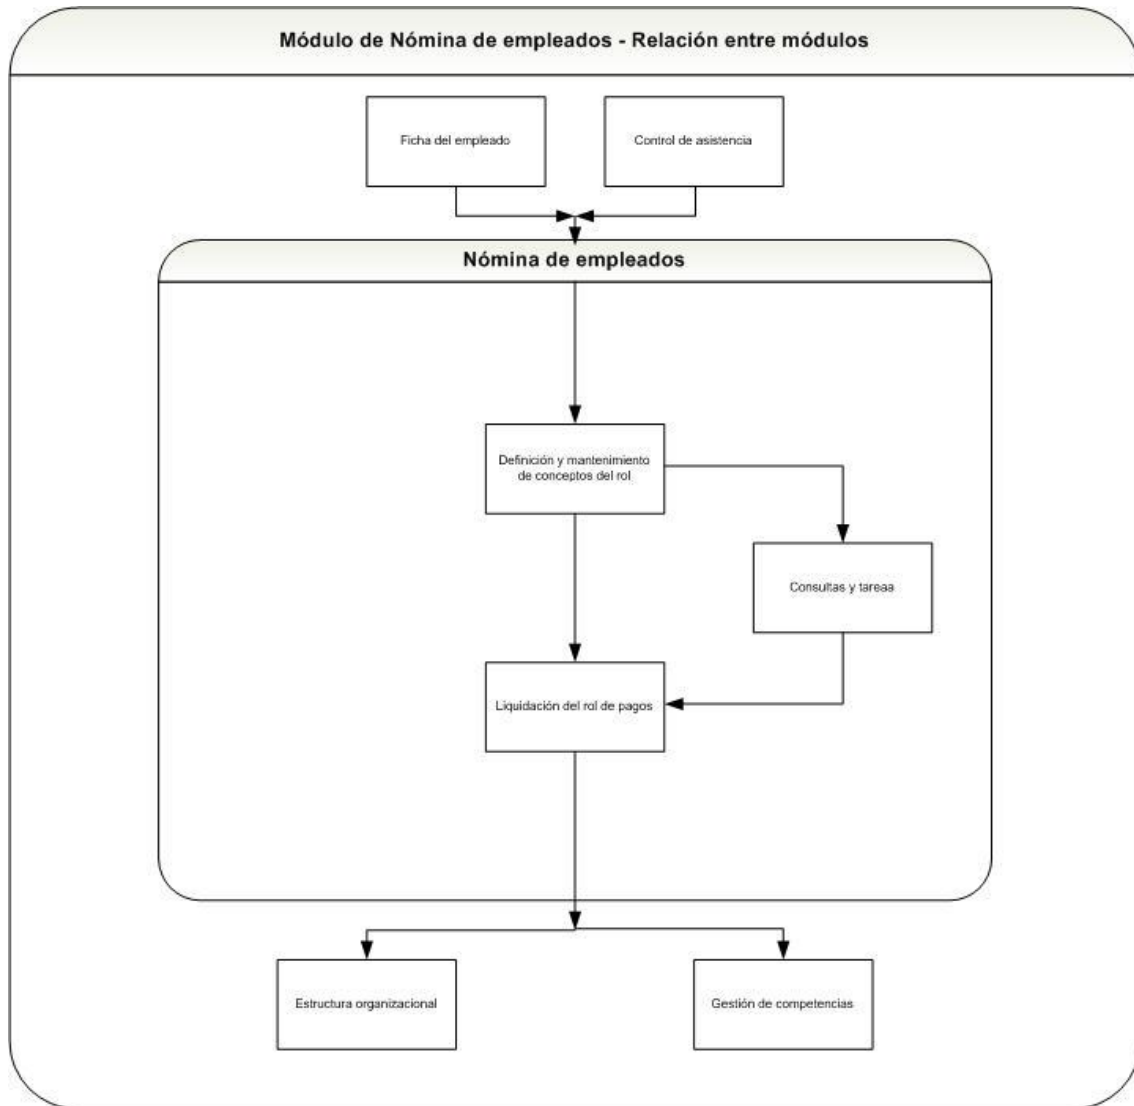 Módulo de Nómina de empleados - Relación entre módulos
Ficha del empleado
Control de asistencia
Nómina de empleados
Definición y mantenimiento
de conceptos del rol
Consultas y tareaa
Liquidación del rol de pagos
Estructura organizacional
Gestión de competencias